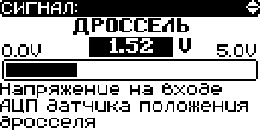 СИГНАЛ:
ДРОССЕЛЬ
0.0V 1.52 V 5.0V
Напряжение на входе
АЦП датчика положения
дросселя